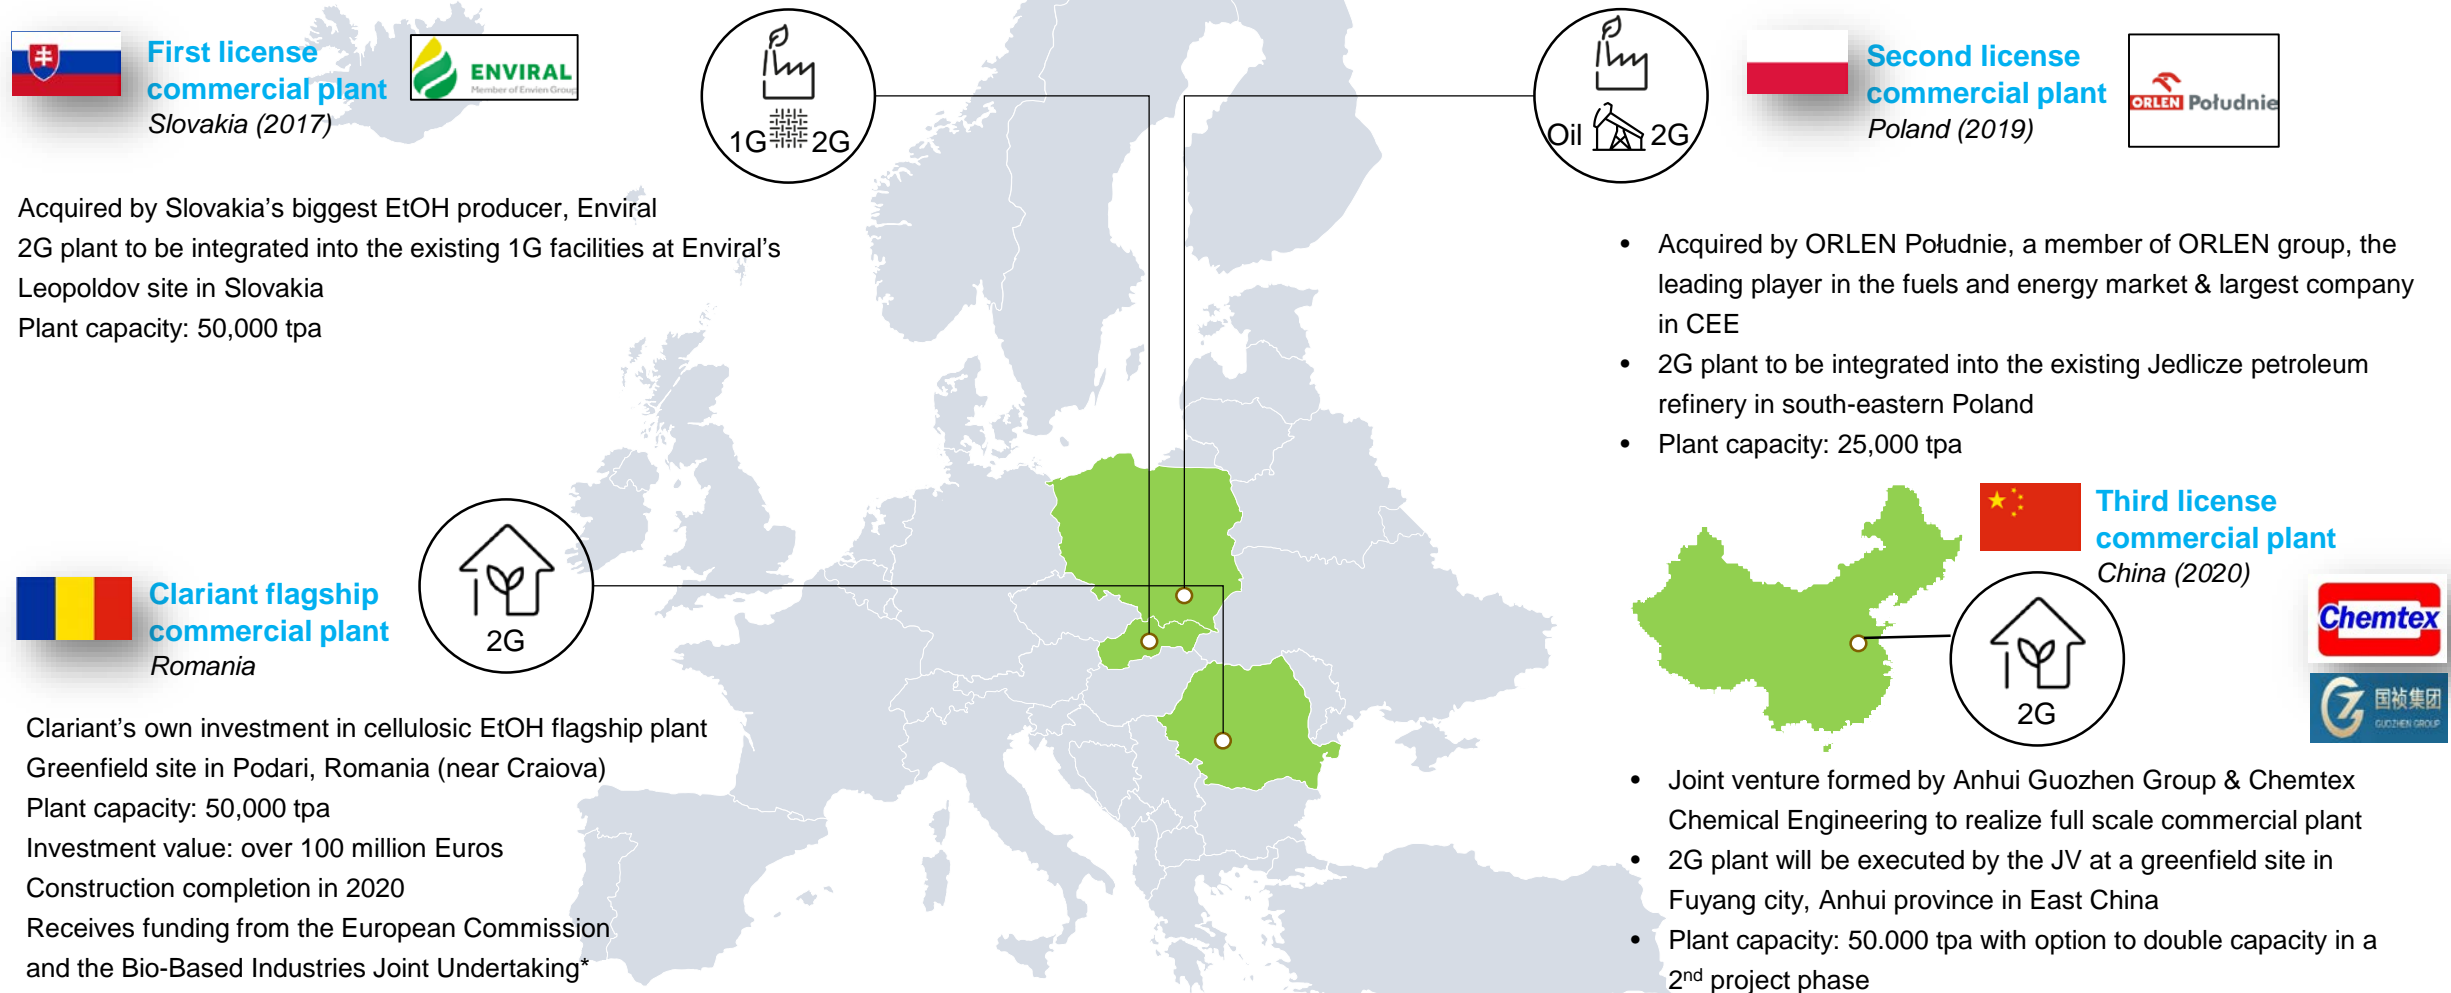 First license
commercial plant
Slovakia (2017)
ENVIRAL
Member of Envien Group
1G 2G
Acquired by Slovakia's biggest EtOH producer, Enviral
2G plant to be integrated into the existing 1G facilities at Enviral's
Leopoldov site in Slovakia
Plant capacity: 50,000 tpa
Oil 2G
Second license
commercial plant
Poland (2019)
ORLEN Południe
• Acquired by ORLEN Południe, a member of ORLEN group, the
leading player in the fuels and energy market & largest company
in CEE
• 2G plant to be integrated into the existing Jedlicze petroleum
refinery in south-eastern Poland
• Plant capacity: 25,000 tpa
Clariant flagship
commercial plant
Romania
2G
Clariant's own investment in cellulosic EtOH flagship plant
Greenfield site in Podari, Romania (near Craiova)
Plant capacity: 50,000 tpa
Investment value: over 100 million Euros
Construction completion in 2020
Receives funding from the European Commission
and the Bio-Based Industries Joint Undertaking*
Third license
commercial plant
China (2020)
2G
Chemtex
国祯集团
GUOZHEN GROUP
• Joint venture formed by Anhui Guozhen Group & Chemtex
Chemical Engineering to realize full scale commercial plant
• 2G plant will be executed by the JV at a greenfield site in
Fuyang city, Anhui province in East China
• Plant capacity: 50.000 tpa with option to double capacity in a
2nd project phase